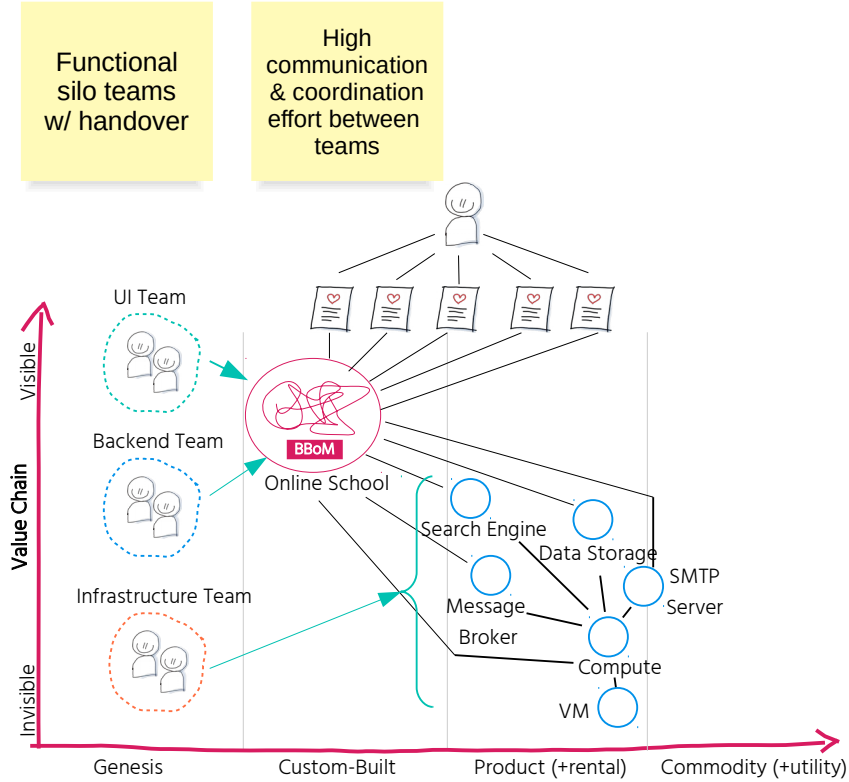 Functional
silo teams
w/ handover
High
communication
& coordination
effort between
teams
UI Team
Visible
BBoM
Backend Team
Online School
Value Chain
Search Engine
Data Storage
SMTP
Server
Infrastructure Team
Message
Broker
Compute
Invisible
VM
Genesis
Custom-Built
Product (+rental)
Commodity (+utility)